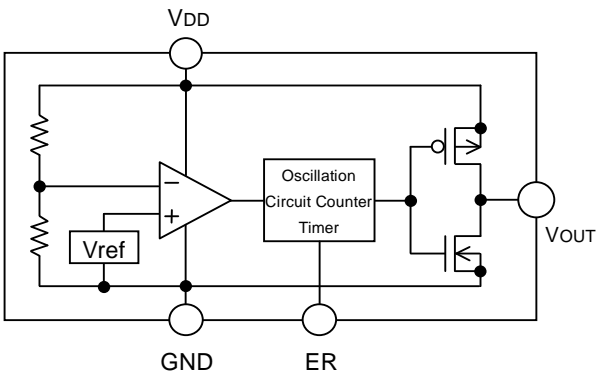 VDD
−
+
Vref
Oscillation
Circuit Counter
Timer
VOUT
GND
ER